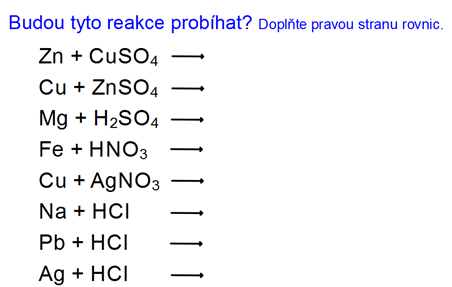 Budou tyto reakce probíhat? Doplňte pravou stranu rovnic.
Zn + CuSO₄ ⟶
Cu + ZnSO₄ ⟶
Mg + H₂SO₄ ⟶
Fe + HNO₃ ⟶
Cu + AgNO₃ ⟶
Na + HCl ⟶
Pb + HCl ⟶
Ag + HCl ⟶